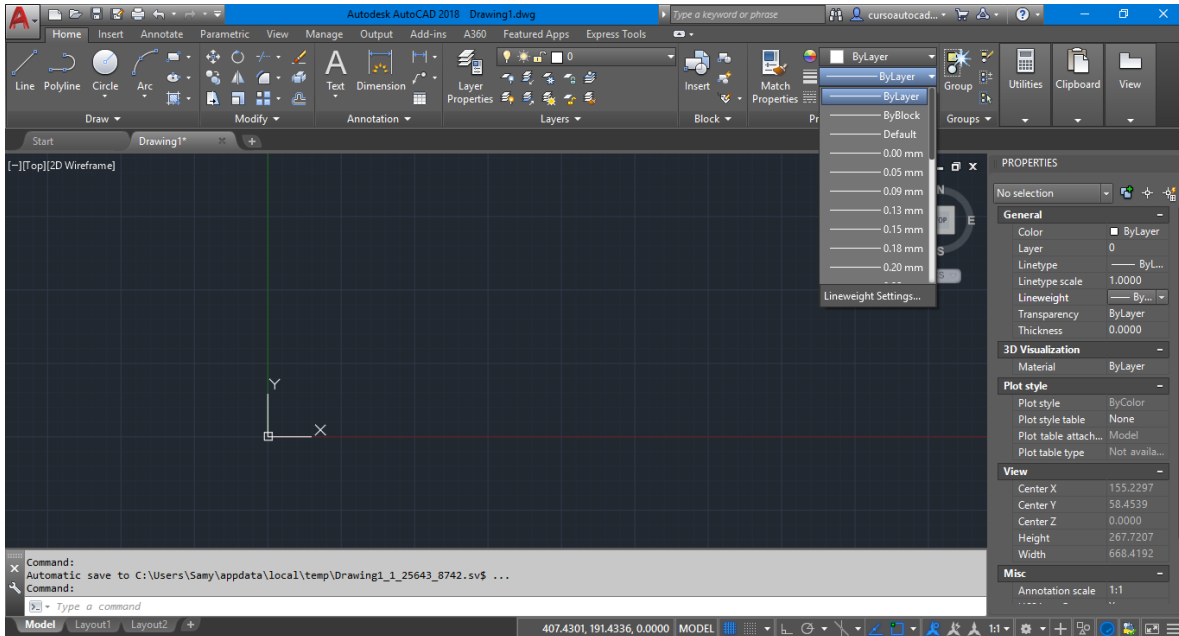 Autodesk AutoCAD 2018 Drawing1.dwg
Type a keyword or phrase
cursoautocad...
Home Insert Annotate Parametric View Manage Output Add-ins A360 Featured Apps Express Tools
Line Polyline Circle Arc
Text Dimension
Layer Properties
0
Insert
Match Properties
ByLayer
ByLayer
Group
Utilities Clipboard View
Draw Modify Annotation Layers Block Pr Groups
ByLayer
ByBlock
Default
0.00 mm
0.05 mm
0.09 mm
0.13 mm
0.15 mm
0.18 mm
0.20 mm
Lineweight Settings...
Start Drawing1* +
[−][Top][2D Wireframe]
N
OP
E
S
Y
X
PROPERTIES
No selection
General −
Color ByLayer
Layer 0
Linetype ByL...
Linetype scale 1.0000
Lineweight By...
Transparency ByLayer
Thickness 0.0000
3D Visualization −
Material ByLayer
Plot style −
Plot style ByColor
Plot style table None
Plot table attach... Model
Plot table type Not availa...
View −
Center X 155.2297
Center Y 58.4539
Center Z 0.0000
Height 267.7207
Width 668.4192
Misc −
Annotation scale 1:1
Command:
Automatic save to C:\Users\Samy\appdata\local\temp\Drawing1_1_25643_8742.sv$ ...
Command:
Type a command
Model Layout1 Layout2 +
407.4301, 191.4336, 0.0000 MODEL 1:1